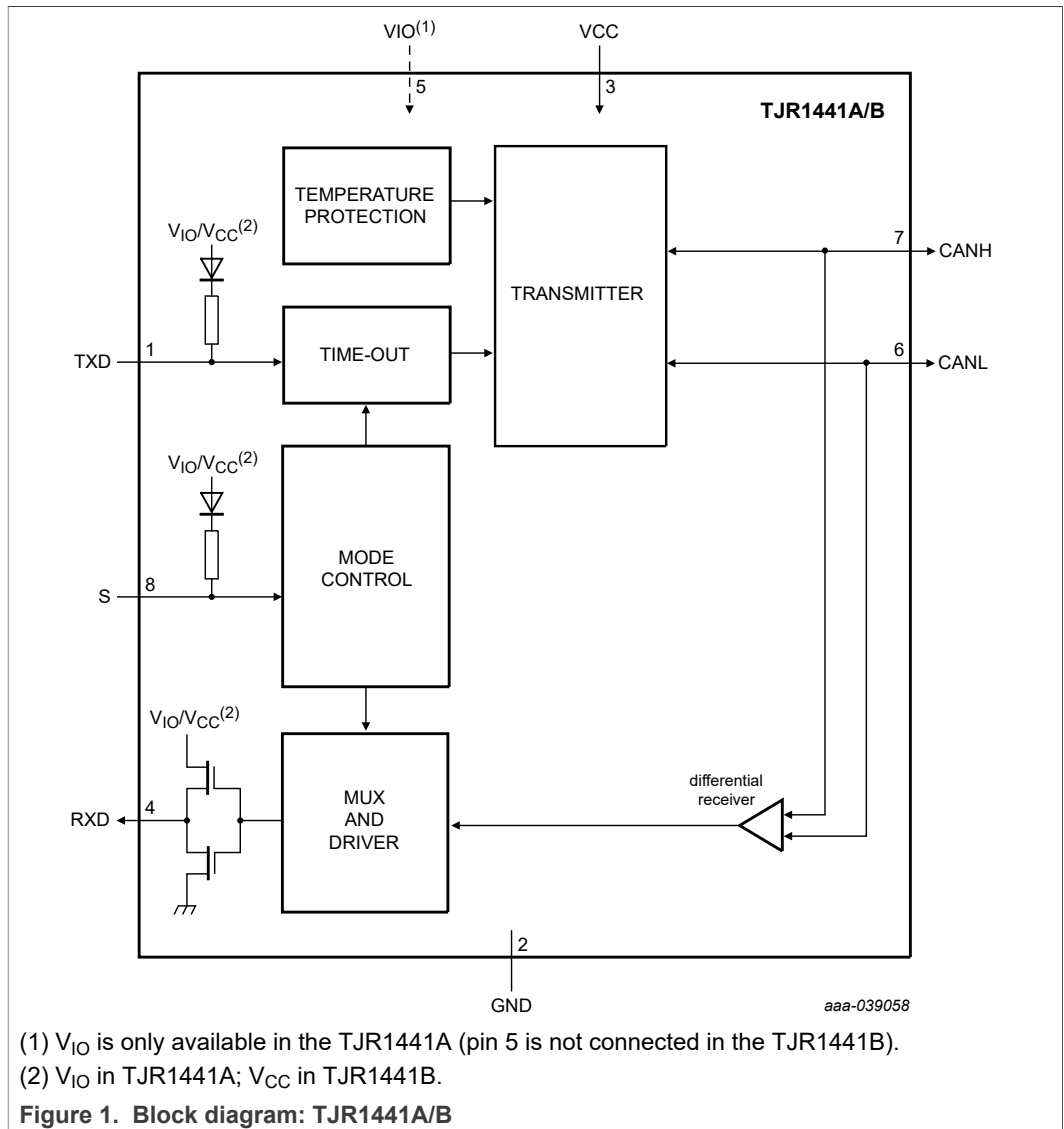 VIO(1)
VCC
5
3
TJR1441A/B
TEMPERATURE
PROTECTION
VIO/VCC(2)
TRANSMITTER
7
CANH
TXD
1
TIME-OUT
6
CANL
VIO/VCC(2)
MODE
CONTROL
S
8
VIO/VCC(2)
differential
receiver
RXD
4
MUX
AND
DRIVER
2
GND
aaa-039058
(1) VIO is only available in the TJR1441A (pin 5 is not connected in the TJR1441B).
(2) VIO in TJR1441A; VCC in TJR1441B.
Figure 1. Block diagram: TJR1441A/B